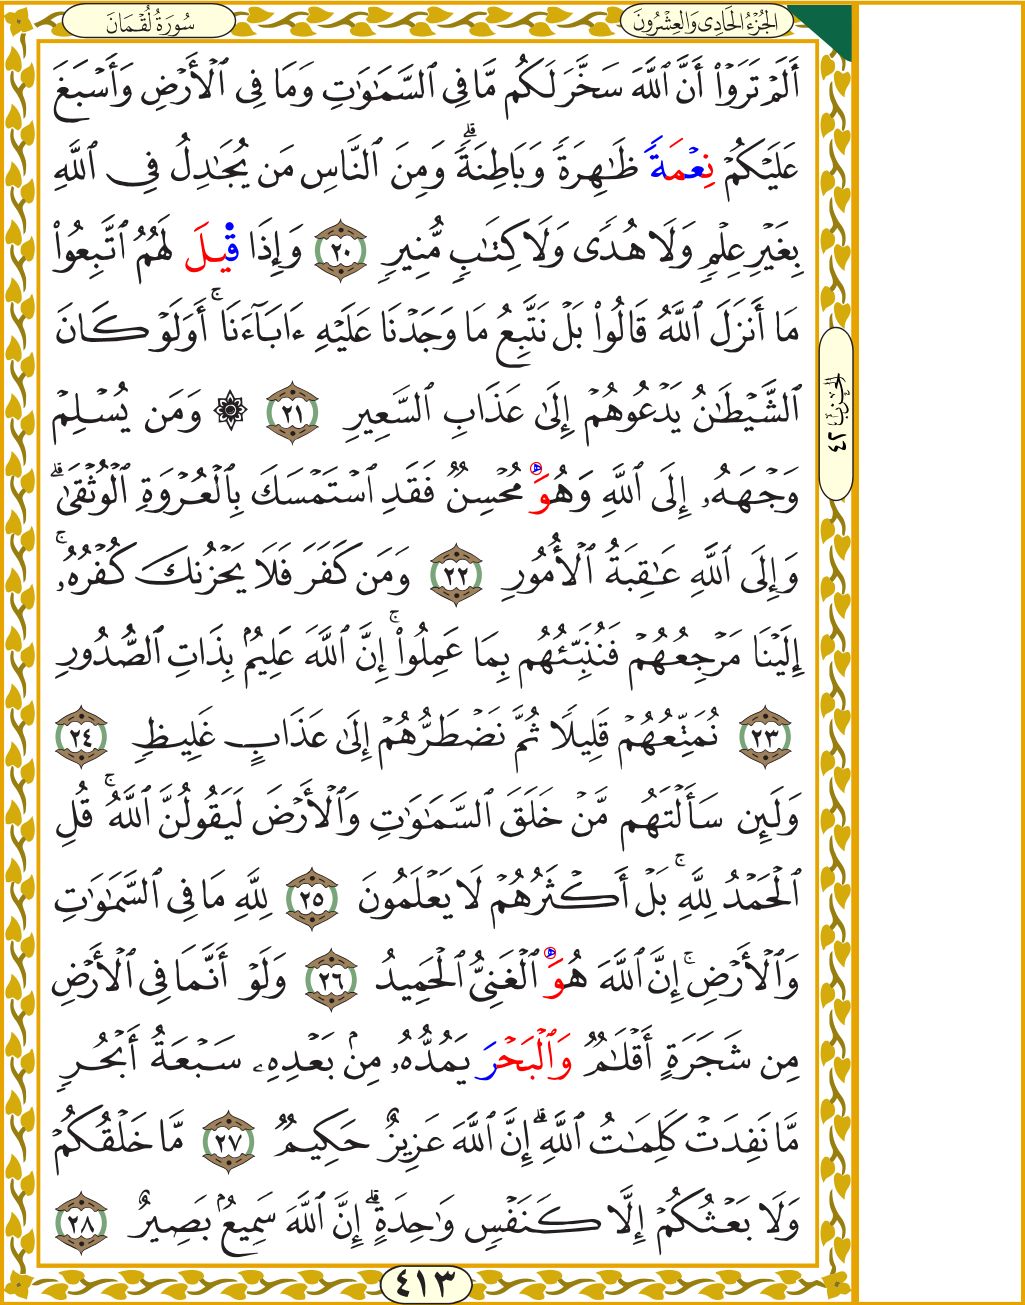 سُورَةُ لُقْمَانَ
الجُزْءُ الحَادِى وَالعِشْرُونَ
أَلَمْ تَرَوْا۟ أَنَّ ٱللَّهَ سَخَّرَ لَكُم مَّا فِى ٱلسَّمَٰوَٰتِ وَمَا فِى ٱلْأَرْضِ وَأَسْبَغَ
عَلَيْكُمْ نِعْمَةً ظَٰهِرَةً وَبَاطِنَةً ۗ وَمِنَ ٱلنَّاسِ مَن يُجَٰدِلُ فِى ٱللَّهِ
بِغَيْرِ عِلْمٍ وَلَا هُدًى وَلَا كِتَٰبٍ مُّنِيرٍ ٢٠ وَإِذَا قِيلَ لَهُمُ ٱتَّبِعُوا۟
مَا أَنزَلَ ٱللَّهُ قَالُوا۟ بَلْ نَتَّبِعُ مَا وَجَدْنَا عَلَيْهِ ءَابَآءَنَا ۚ أَوَلَوْ كَانَ
ٱلشَّيْطَٰنُ يَدْعُوهُمْ إِلَىٰ عَذَابِ ٱلسَّعِيرِ ٢١ ۞ وَمَن يُسْلِمْ
وَجْهَهُۥ إِلَى ٱللَّهِ وَهُوَ مُحْسِنٌ فَقَدِ ٱسْتَمْسَكَ بِٱلْعُرْوَةِ ٱلْوُثْقَىٰ ۗ
وَإِلَى ٱللَّهِ عَٰقِبَةُ ٱلْأُمُورِ ٢٢ وَمَن كَفَرَ فَلَا يَحْزُنكَ كُفْرُهُۥ ۚ
إِلَيْنَا مَرْجِعُهُمْ فَنُنَبِّئُهُم بِمَا عَمِلُوا۟ ۚ إِنَّ ٱللَّهَ عَلِيمٌۢ بِذَاتِ ٱلصُّدُورِ
٢٣ نُمَتِّعُهُمْ قَلِيلًا ثُمَّ نَضْطَرُّهُمْ إِلَىٰ عَذَابٍ غَلِيظٍ ٢٤
وَلَئِن سَأَلْتَهُم مَّنْ خَلَقَ ٱلسَّمَٰوَٰتِ وَٱلْأَرْضَ لَيَقُولُنَّ ٱللَّهُ ۚ قُلِ
ٱلْحَمْدُ لِلَّهِ ۚ بَلْ أَكْثَرُهُمْ لَا يَعْلَمُونَ ٢٥ لِلَّهِ مَا فِى ٱلسَّمَٰوَٰتِ
وَٱلْأَرْضِ ۚ إِنَّ ٱللَّهَ هُوَ ٱلْغَنِىُّ ٱلْحَمِيدُ ٢٦ وَلَوْ أَنَّمَا فِى ٱلْأَرْضِ
مِن شَجَرَةٍ أَقْلَٰمٌ وَٱلْبَحْرَ يَمُدُّهُۥ مِنۢ بَعْدِهِۦ سَبْعَةُ أَبْحُرٍ
مَّا نَفِدَتْ كَلِمَٰتُ ٱللَّهِ ۗ إِنَّ ٱللَّهَ عَزِيزٌ حَكِيمٌ ٢٧ مَّا خَلْقُكُمْ
وَلَا بَعْثُكُمْ إِلَّا كَنَفْسٍ وَٰحِدَةٍ ۗ إِنَّ ٱللَّهَ سَمِيعٌۢ بَصِيرٌ ٢٨
الحِزْبُ ٤٢
٤١٣